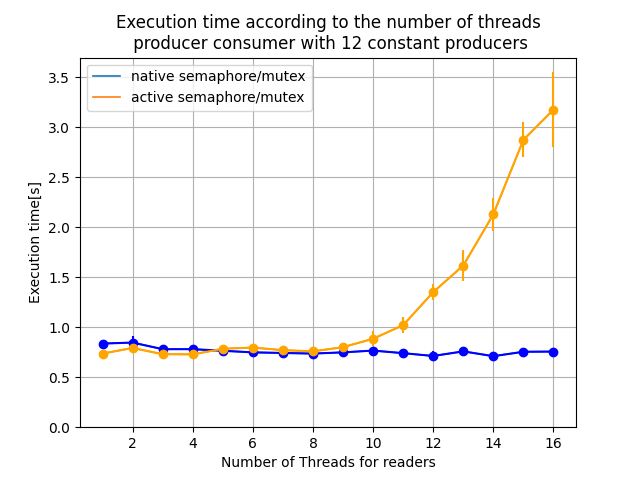 Execution time according to the number of threads
producer consumer with 12 constant producers
native semaphore/mutex
active semaphore/mutex
Execution time[s]
3.5
3.0
2.5
2.0
1.5
1.0
0.5
0.0
2 4 6 8 10 12 14 16
Number of Threads for readers